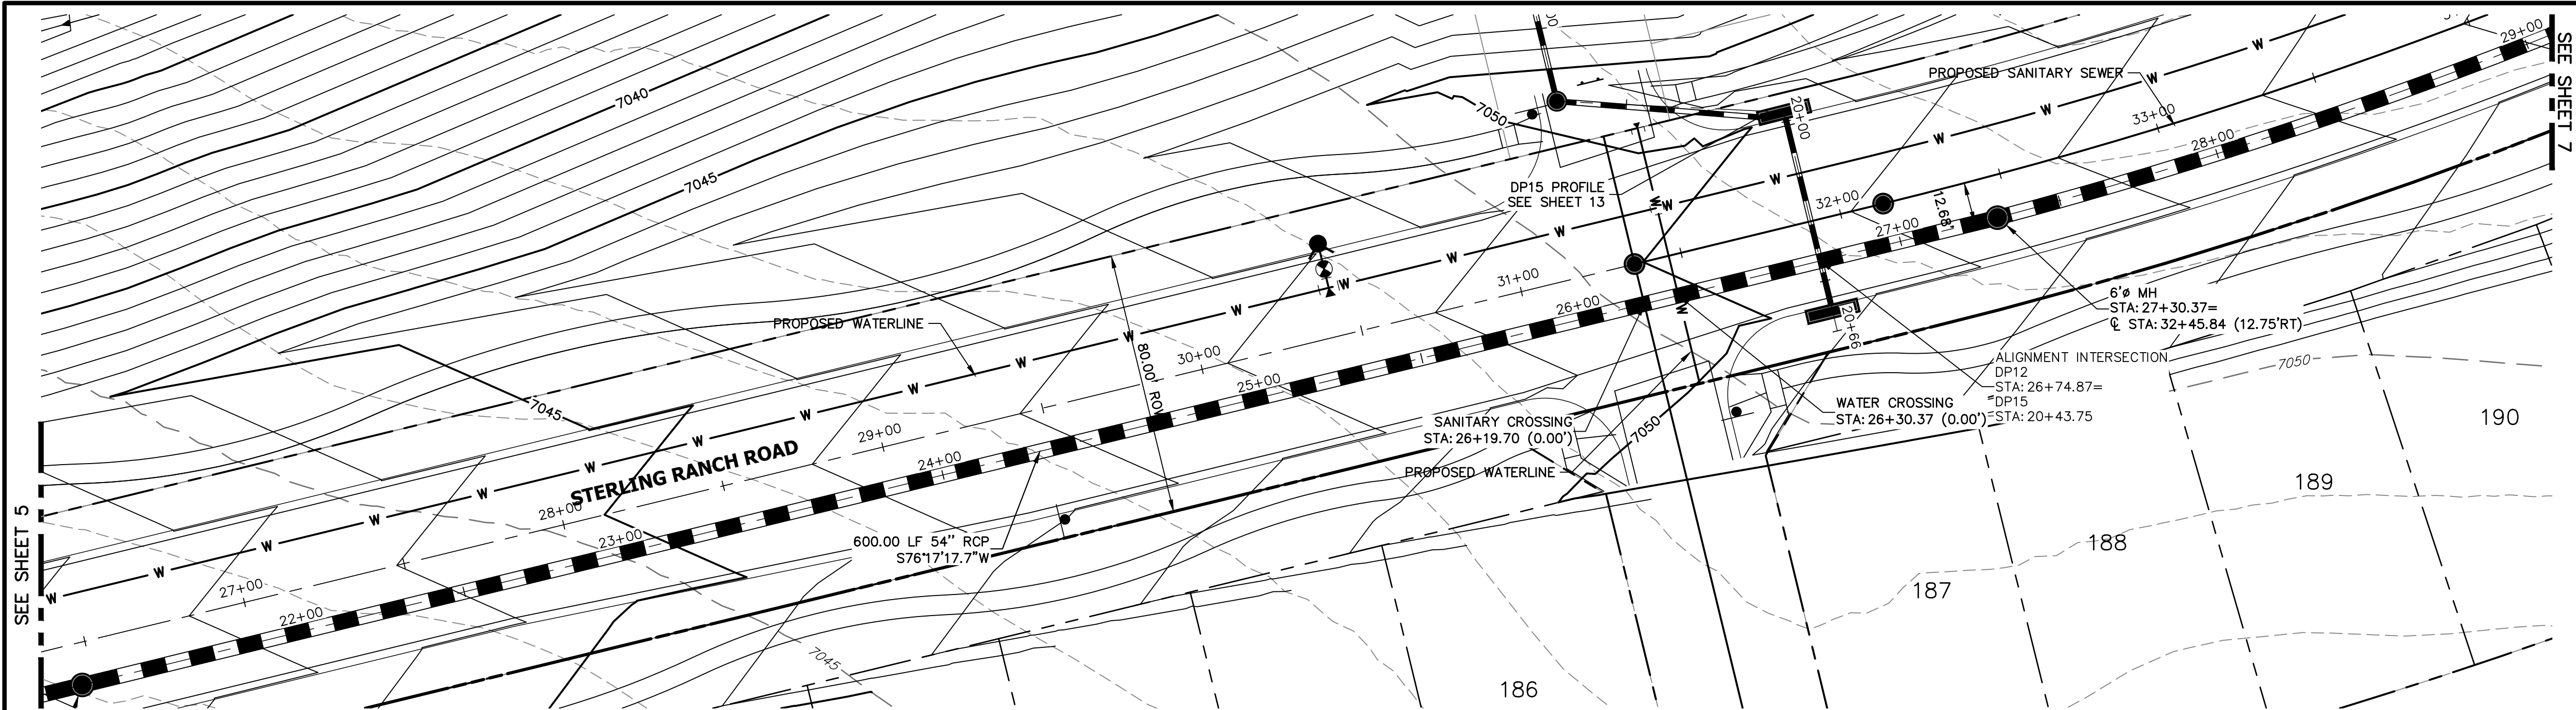 SEE SHEET 5
SEE SHEET 7
7040
7045
7045
7045
7050
7050
7050
STERLING RANCH ROAD
PROPOSED WATERLINE
PROPOSED SANITARY SEWER
PROPOSED WATERLINE
27+00
28+00
29+00
30+00
31+00
32+00
33+00
22+00
23+00
24+00
25+00
26+00
27+00
28+00
29+00
20+00
20+66
80.00' ROW
12.68'
600.00 LF 54" RCP
S76°17'17.7"W
DP15 PROFILE
SEE SHEET 13
SANITARY CROSSING
STA: 26+19.70 (0.00')
WATER CROSSING
STA: 26+30.37 (0.00')
ALIGNMENT INTERSECTION
DP12
STA: 26+74.87=
DP15
STA: 20+43.75
6'ø MH
STA: 27+30.37=
℄ STA: 32+45.84 (12.75'RT)
186
187
188
189
190
W W W W W W W W W W W W W W W W W W W W W
W
W